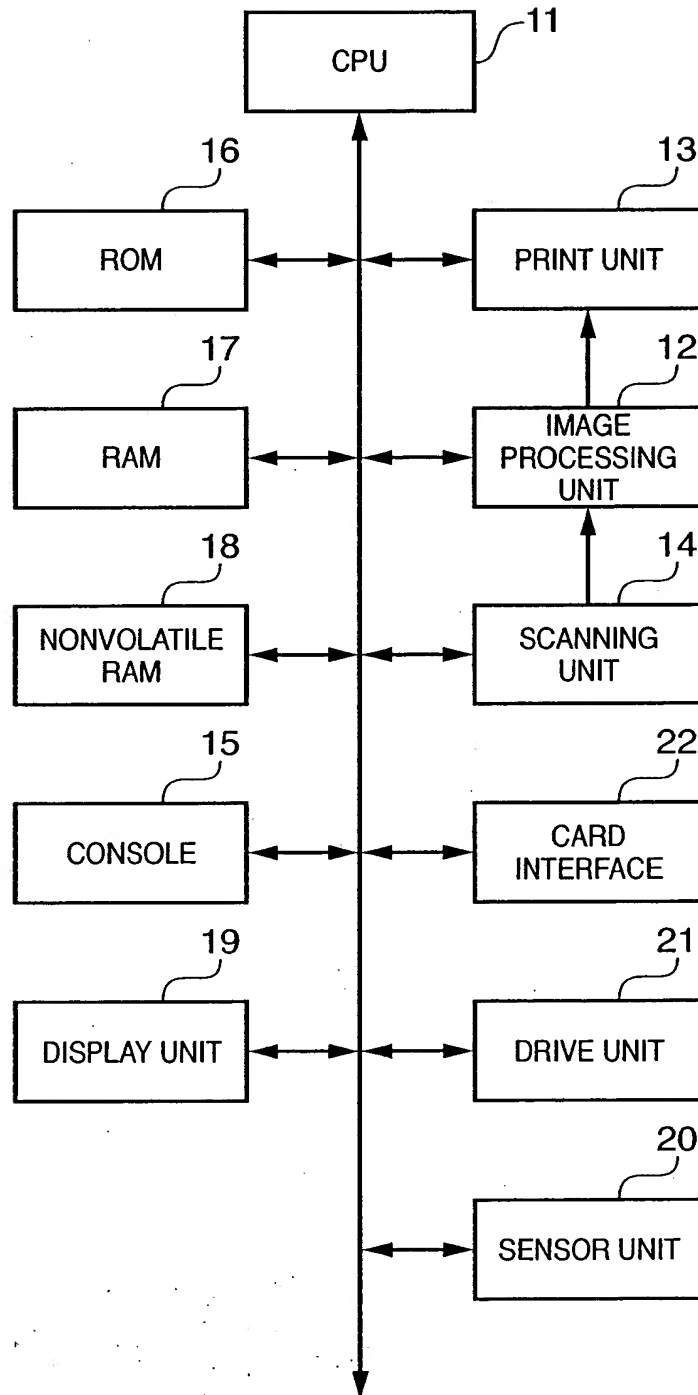 11
CPU
16
13
ROM
PRINT UNIT
17
12
RAM
IMAGE
PROCESSING
UNIT
18
14
NONVOLATILE
RAM
SCANNING
UNIT
15
22
CONSOLE
CARD
INTERFACE
19
21
DISPLAY UNIT
DRIVE UNIT
20
SENSOR UNIT